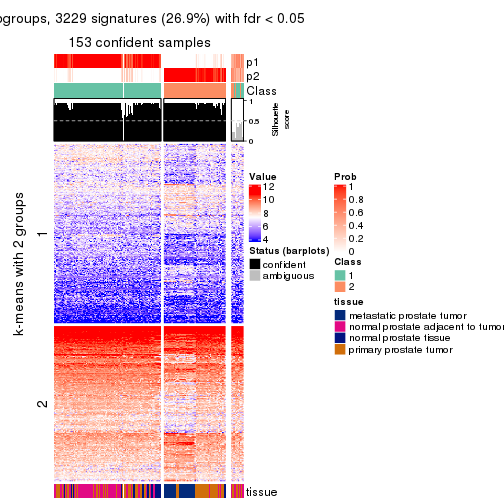 ogroups, 3229 signatures (26.9%) with fdr < 0.05
153 confident samples
p1
p2
Class
1
0.5
0
Silhouette
score
k-means with 2 groups
1
2
Value
12
10
8
6
4
Status (barplots)
confident
ambiguous
Prob
1
0.8
0.6
0.4
0.2
0
Class
1
2
tissue
metastatic prostate tumor
normal prostate adjacent to tumor
normal prostate tissue
primary prostate tumor
tissue